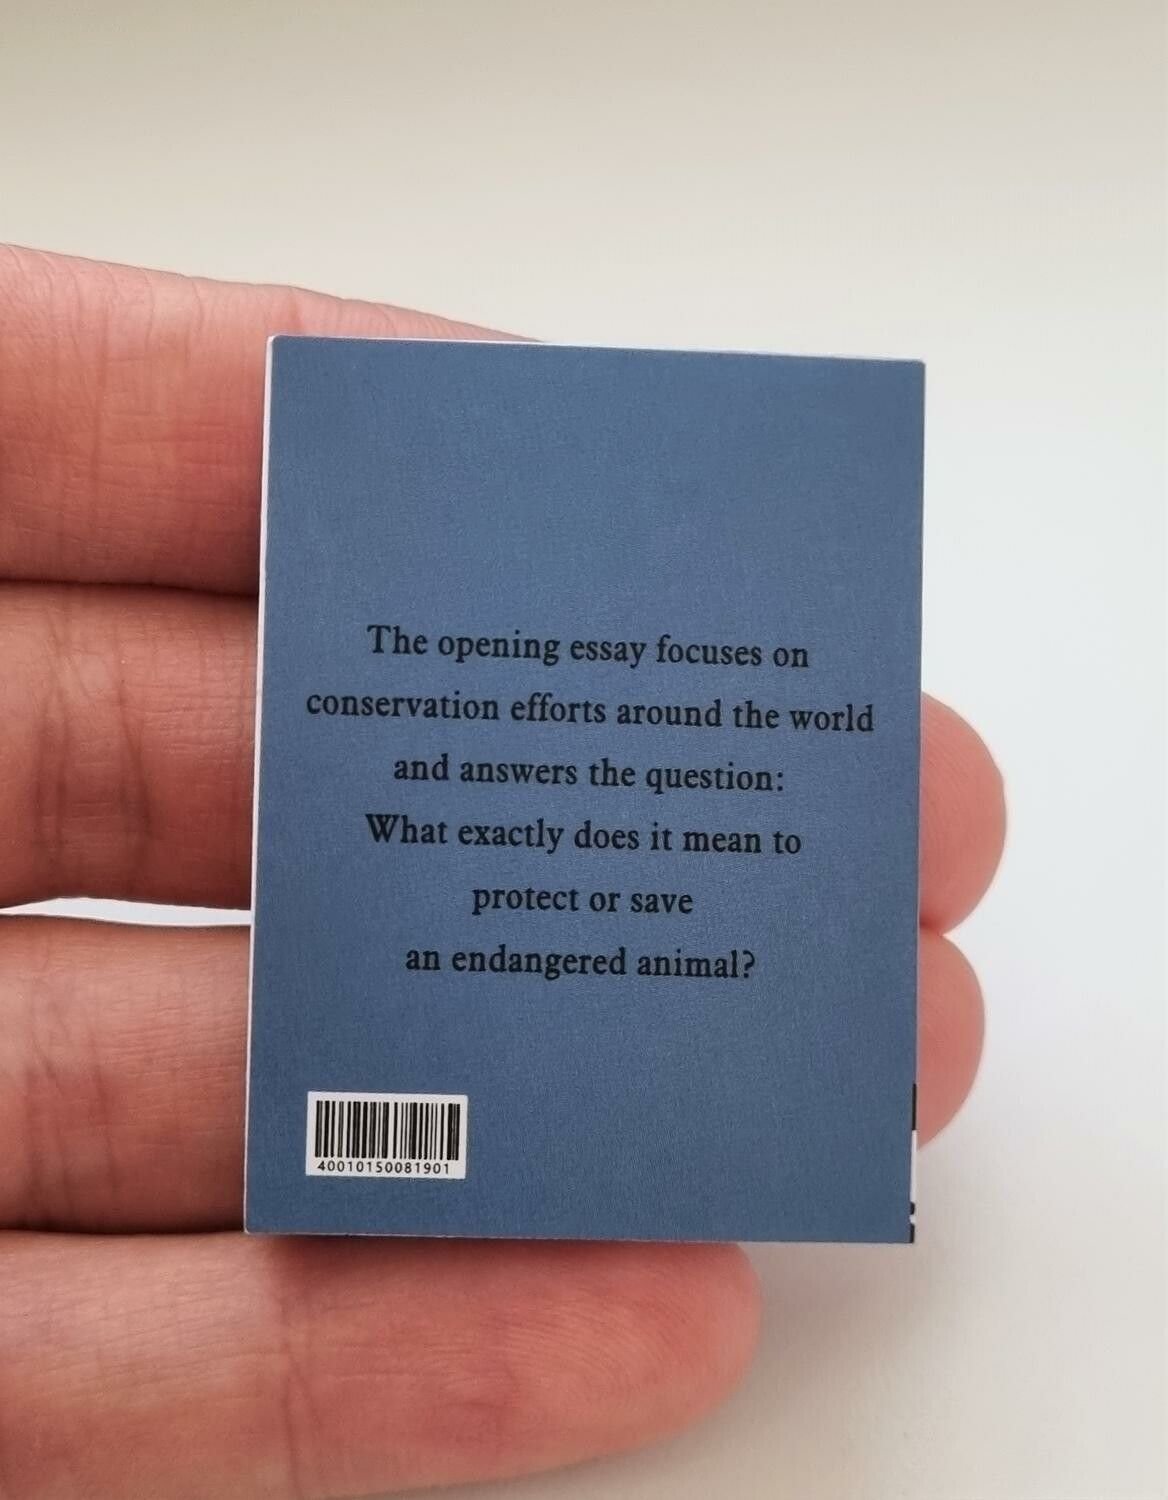 The opening essay focuses on
conservation efforts around the world
and answers the question:
What exactly does it mean to
protect or save
an endangered animal?
40010150081901